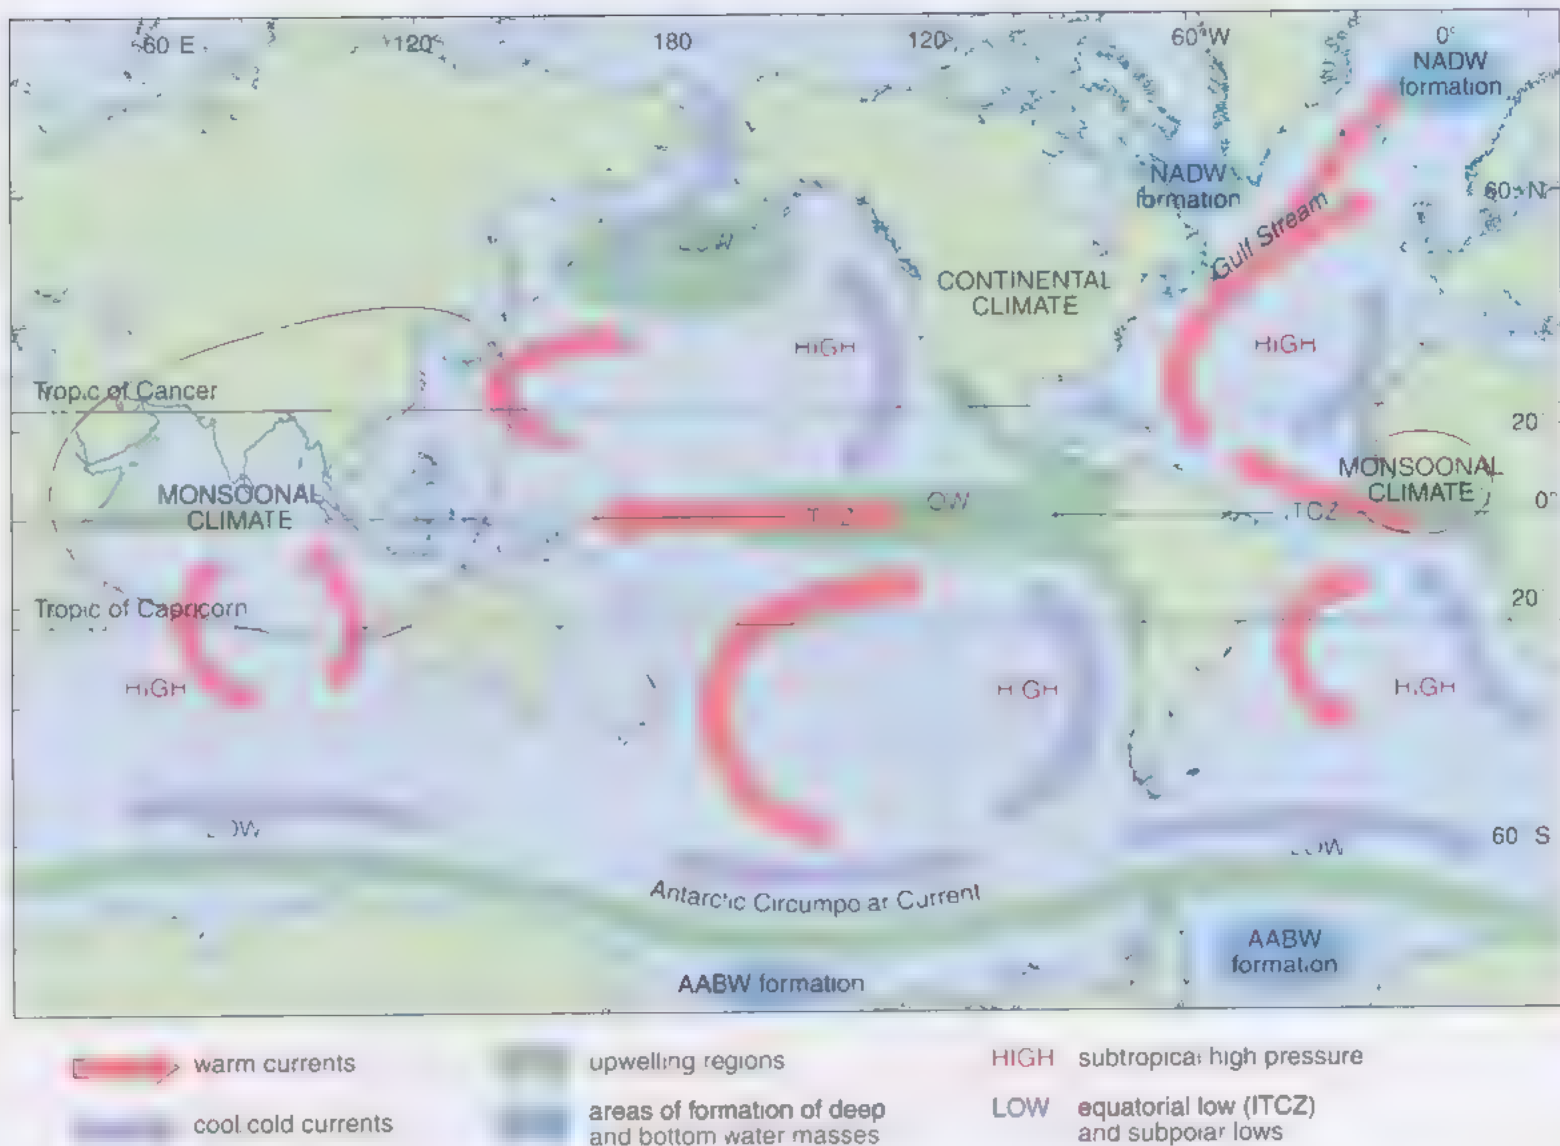 60 E
120°
180
120°
60°W
0°
NADW
formation
NADW
formation
60° N
Gulf Stream
CONTINENTAL
CLIMATE
HIGH
HIGH
Tropic of Cancer
20°
MONSOONAL
CLIMATE
MONSOONAL
CLIMATE
0°
ITCZ
Tropic of Capricorn
20°
HIGH
HIGH
HIGH
60° S
Antarctic Circumpolar Current
AABW
formation
AABW formation
warm currents
upwelling regions
HIGH subtropical high pressure
cool cold currents
areas of formation of deep
and bottom water masses
LOW equatorial low (ITCZ)
and subpolar lows